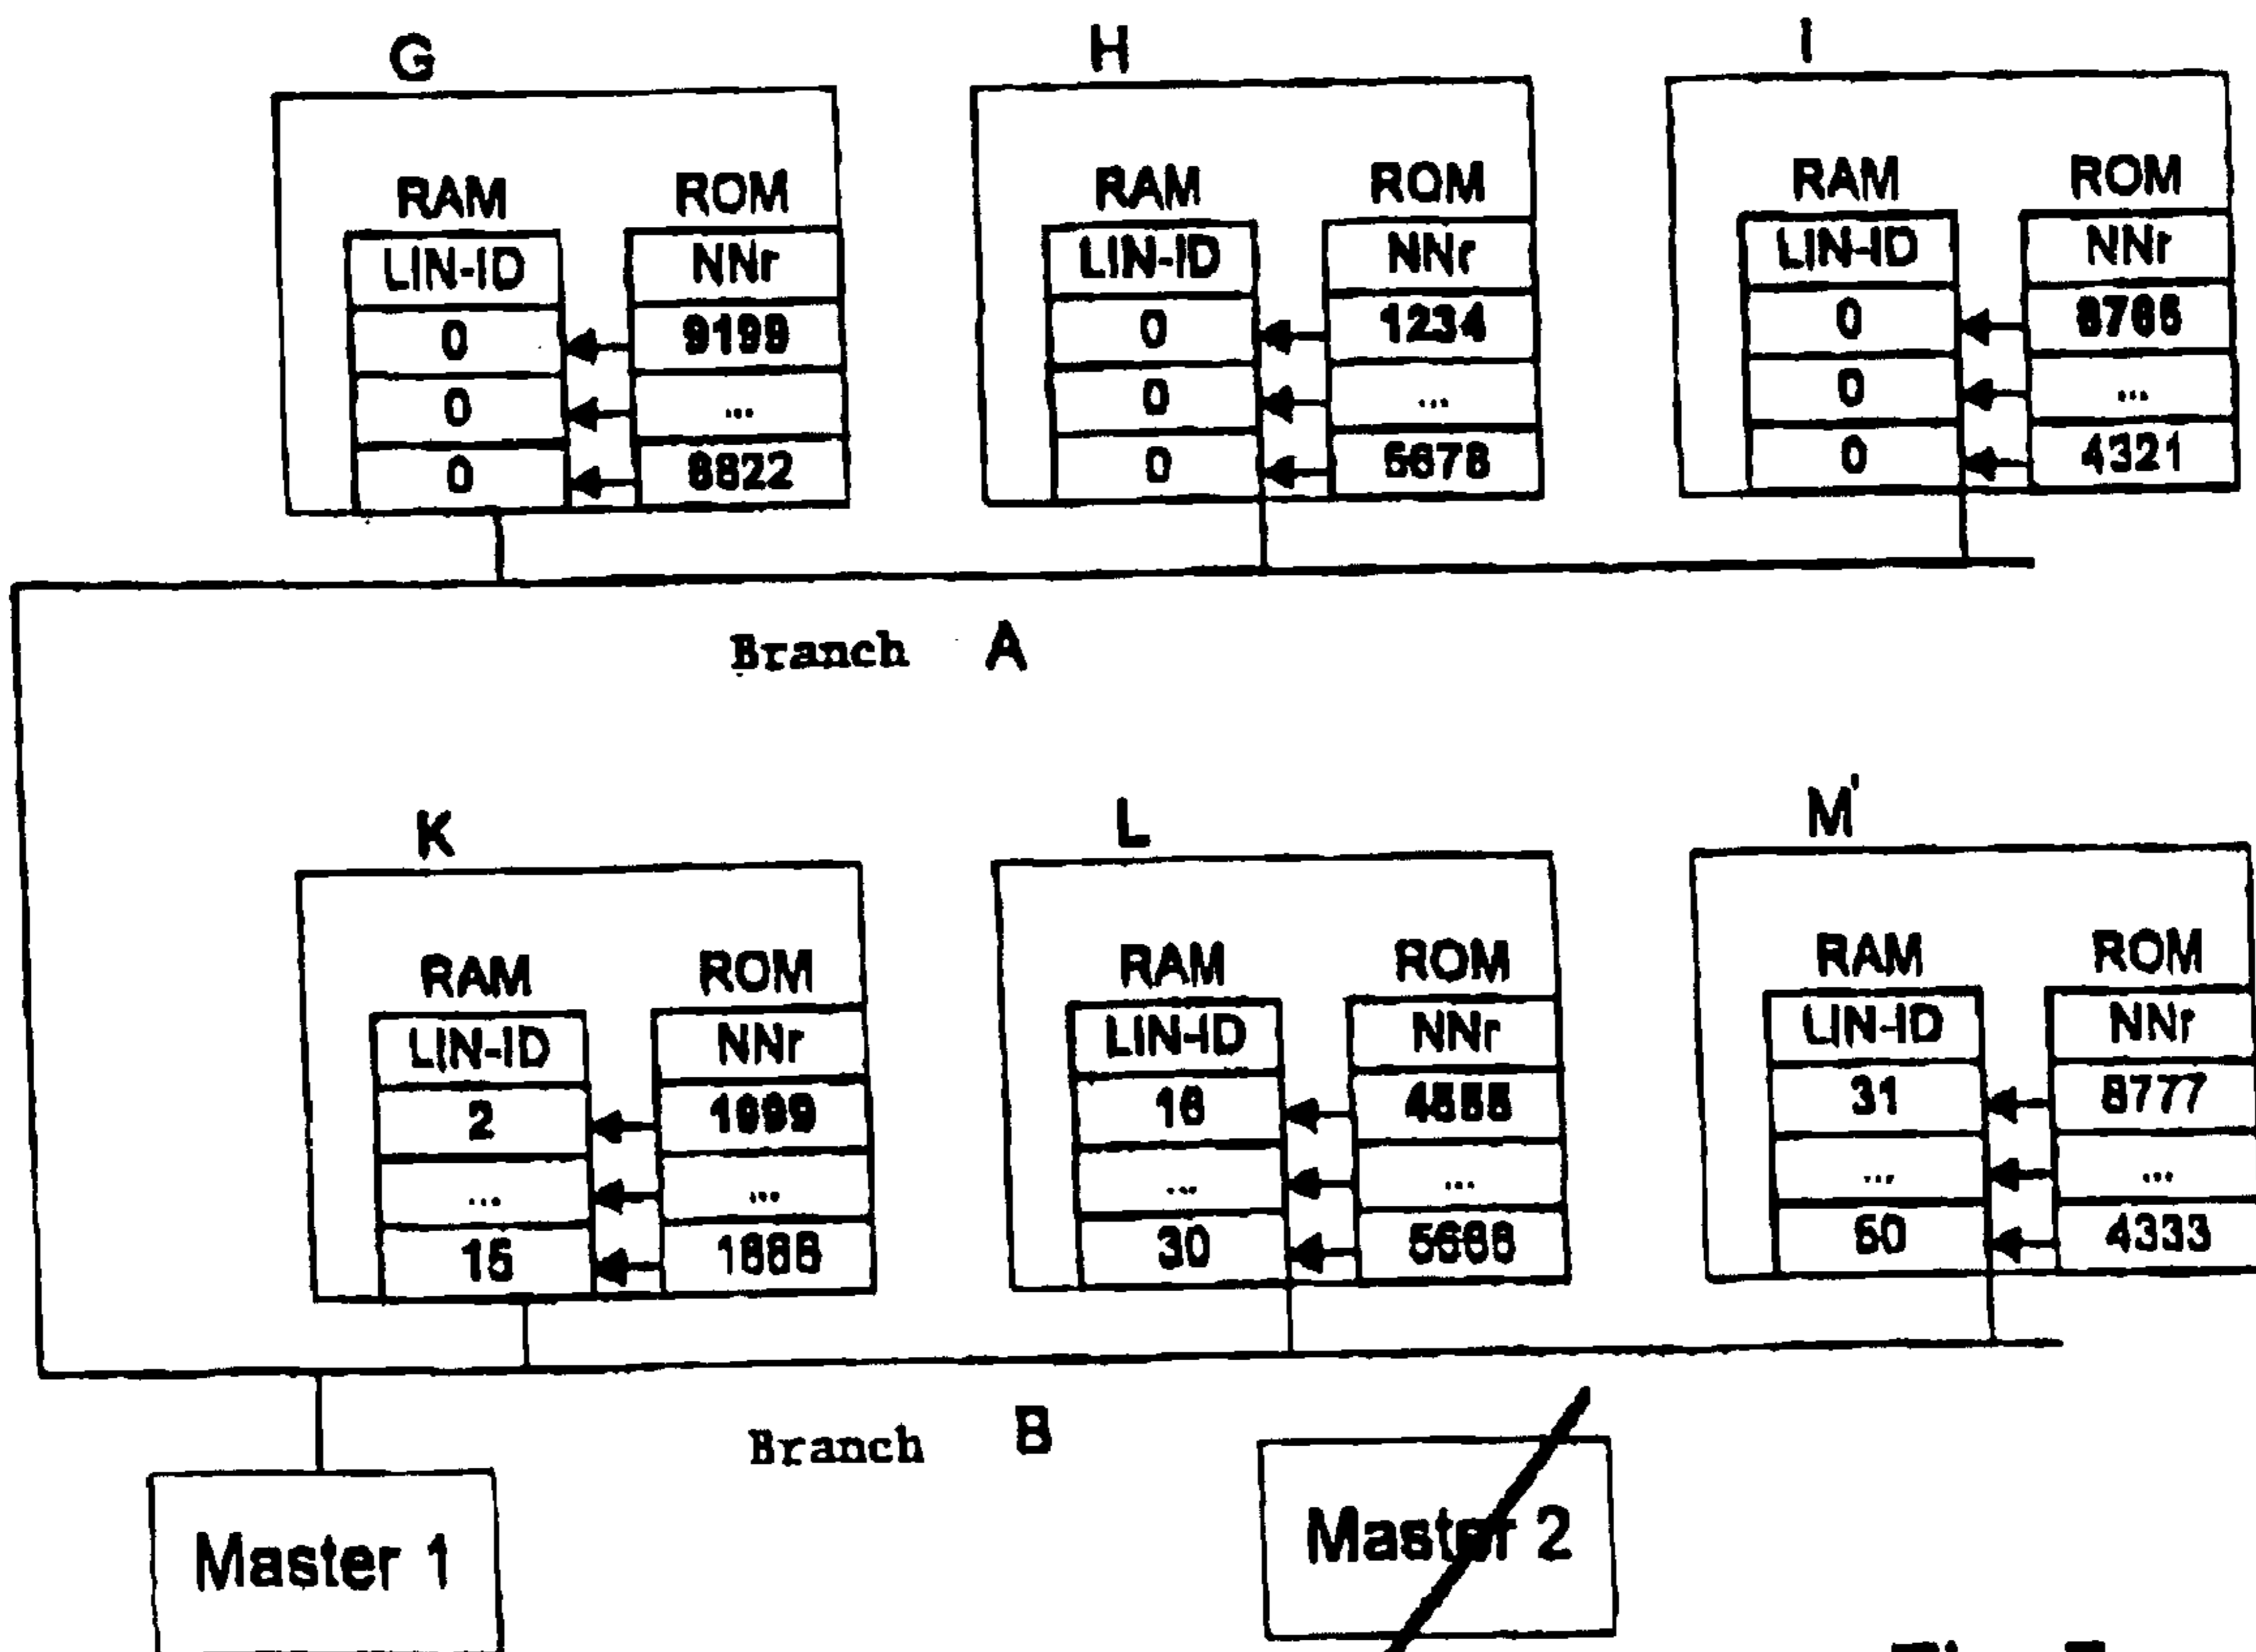 G H I
RAM ROM RAM ROM RAM ROM
LIN-ID NNr LIN-ID NNr LIN-ID NNr
0 9199 0 1234 0 8765
0 ... 0 ... 0 ...
0 8822 0 5678 0 4321
Branch A
K L M'
RAM ROM RAM ROM RAM ROM
LIN-ID NNr LIN-ID NNr LIN-ID NNr
2 1999 16 4555 31 8777
... ... ... ... ... ...
15 1888 30 50 4333
Branch B
Master 1 Master 2